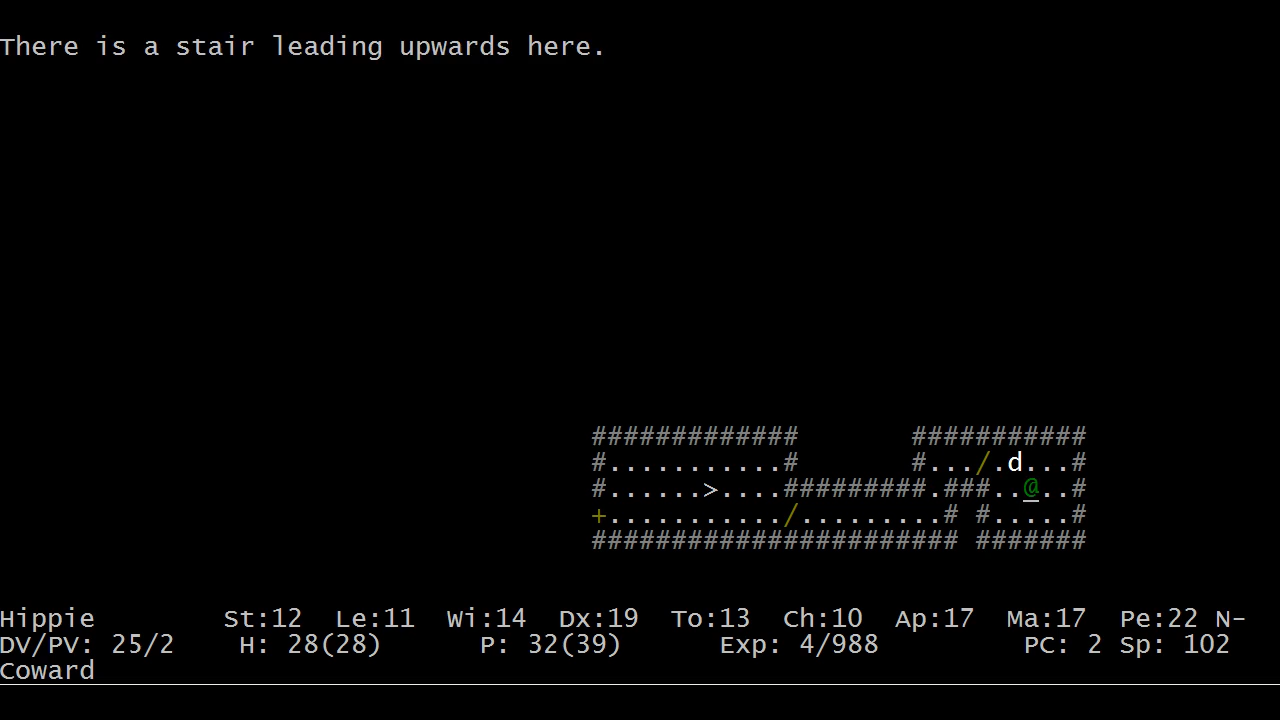 There is a stair leading upwards here.
#############       ###########
#...........#       #.../.d...#
#......>....#########.###..@..#
+.........../.........# #.....#
####################### #######
Hippie        St:12  Le:11  Wi:14  Dx:19  To:13  Ch:10  Ap:17  Ma:17  Pe:22 N-
DV/PV: 25/2    H: 28(28)      P: 32(39)      Exp: 4/988         PC: 2 Sp: 102
Coward